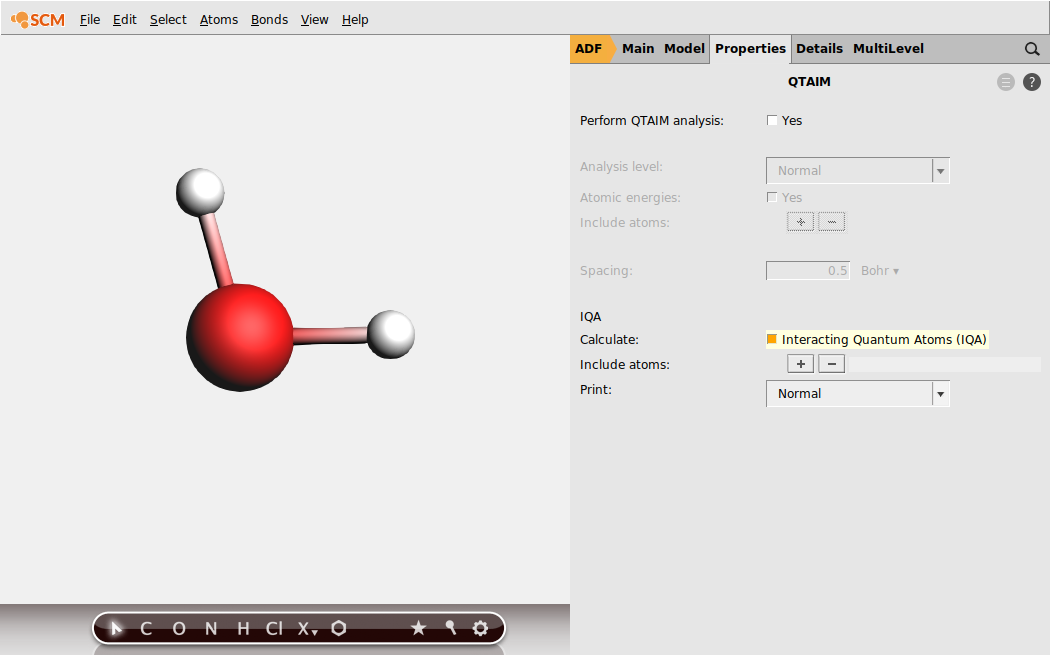 SCM File Edit Select Atoms Bonds View Help
ADF Main Model Properties Details MultiLevel
QTAIM
?
Perform QTAIM analysis: Yes
Analysis level: Normal
Atomic energies: Yes
Include atoms: + −
Spacing: 0.5 Bohr ▾
IQA
Calculate: Interacting Quantum Atoms (IQA)
Include atoms: + −
Print: Normal
C O N H Cl X